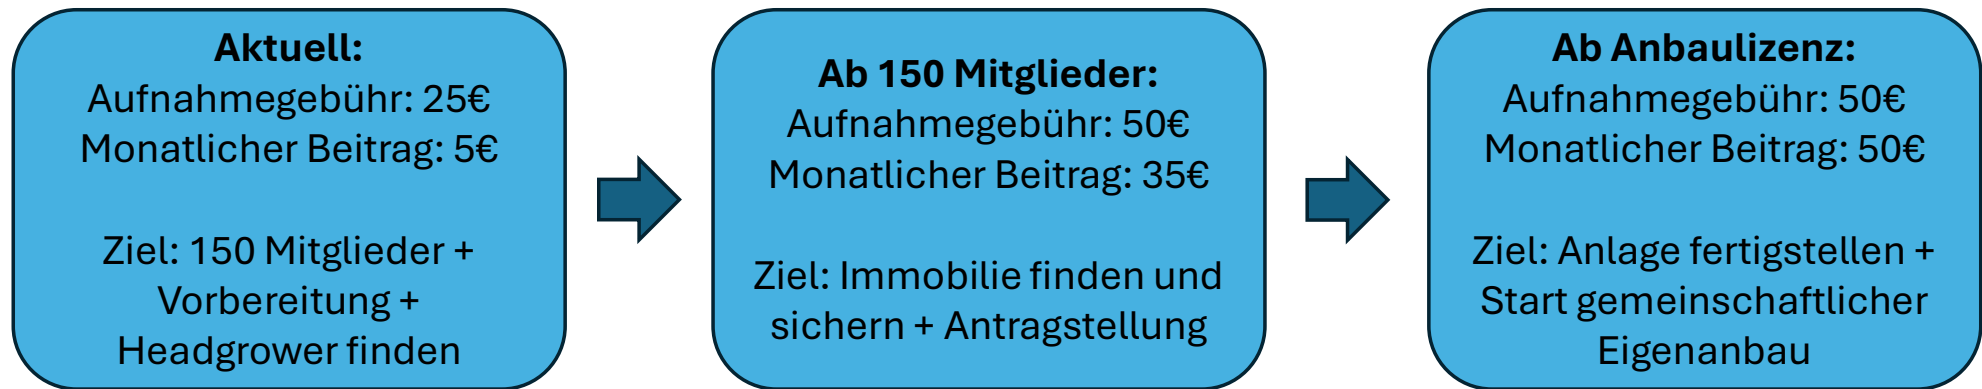 Aktuell:
Aufnahmegebühr: 25€
Monatlicher Beitrag: 5€
Ziel: 150 Mitglieder +
Vorbereitung +
Headgrower finden
Ab 150 Mitglieder:
Aufnahmegebühr: 50€
Monatlicher Beitrag: 35€
Ziel: Immobilie finden und
sichern + Antragstellung
Ab Anbaulizenz:
Aufnahmegebühr: 50€
Monatlicher Beitrag: 50€
Ziel: Anlage fertigstellen +
Start gemeinschaftlicher
Eigenanbau